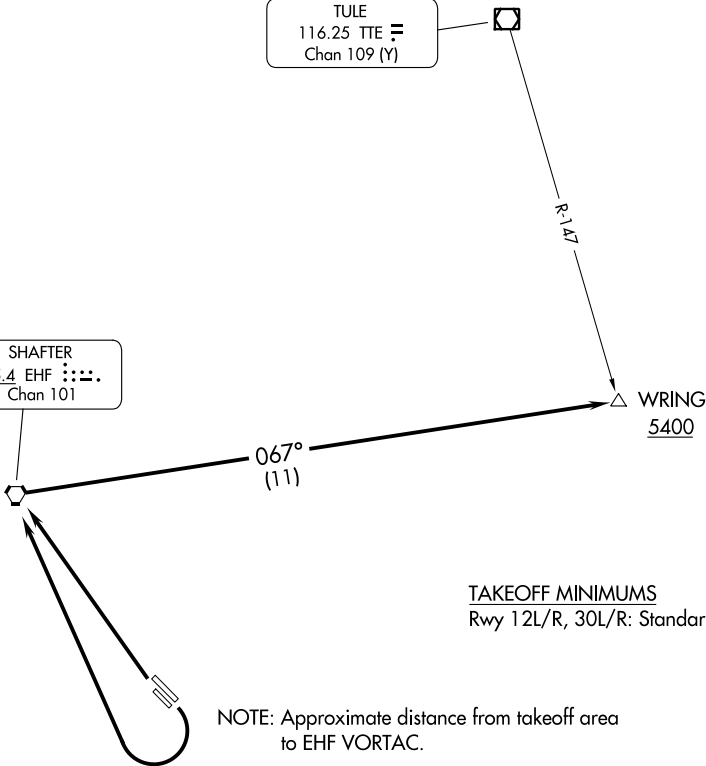 TULE
116.25 TTE
Chan 109 (Y)
R-147
SHAFTER
.4 EHF
Chan 101
WRING
5400
067°
(11)
TAKEOFF MINIMUMS
Rwy 12L/R, 30L/R: Standar
NOTE: Approximate distance from takeoff area
to EHF VORTAC.